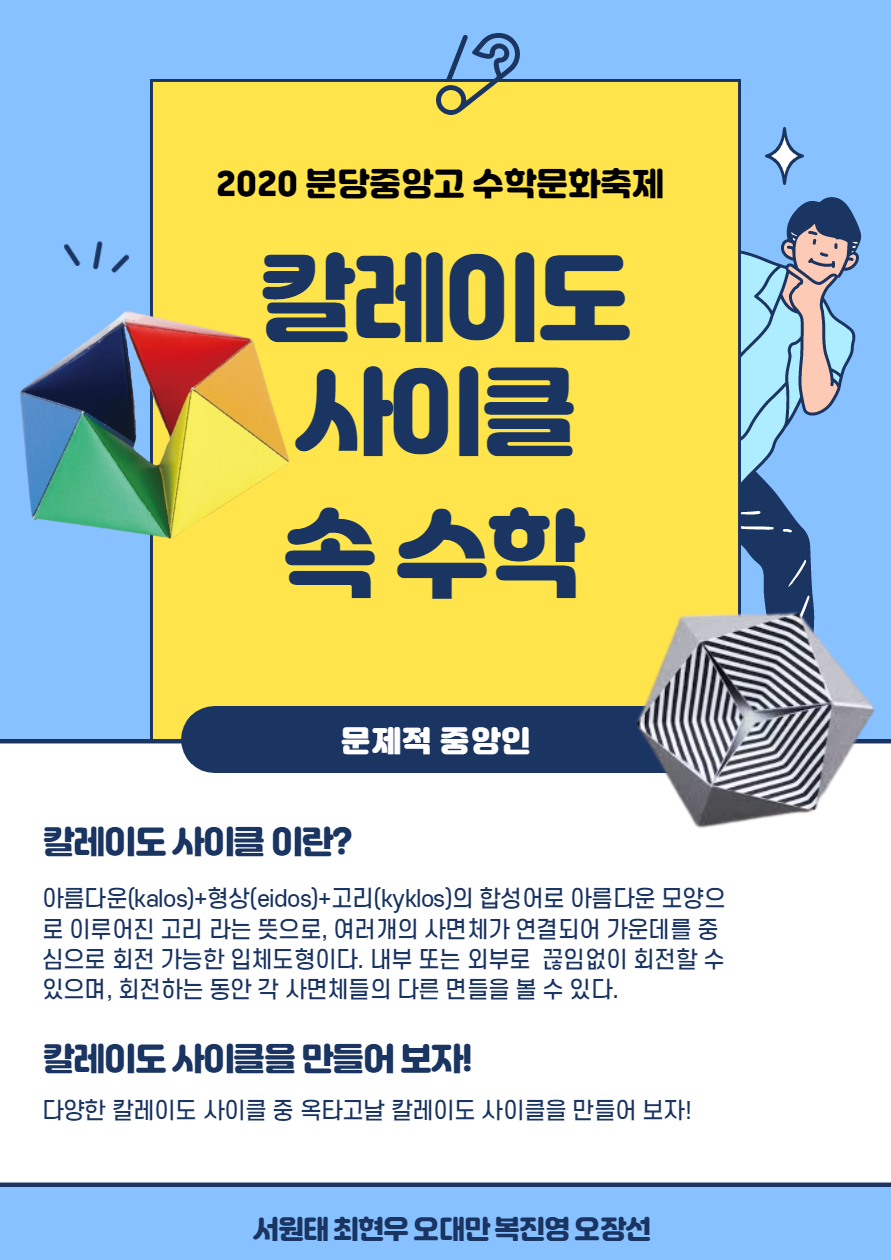 2020 분당중앙고 수학문화축제
칼레이도
사이클
속 수학
문제적 중앙인
칼레이도 사이클 이란?
아름다운(kalos)+형상(eidos)+고리(kyklos)의 합성어로 아름다운 모양으
로 이루어진 고리 라는 뜻으로, 여러개의 사면체가 연결되어 가운데를 중
심으로 회전 가능한 입체도형이다. 내부 또는 외부로  끊임없이 회전할 수
있으며, 회전하는 동안 각 사면체들의 다른 면들을 볼 수 있다.
칼레이도 사이클을 만들어 보자!
다양한 칼레이도 사이클 중 옥타고날 칼레이도 사이클을 만들어 보자!
서원태 최현우 오대만 복진영 오장선